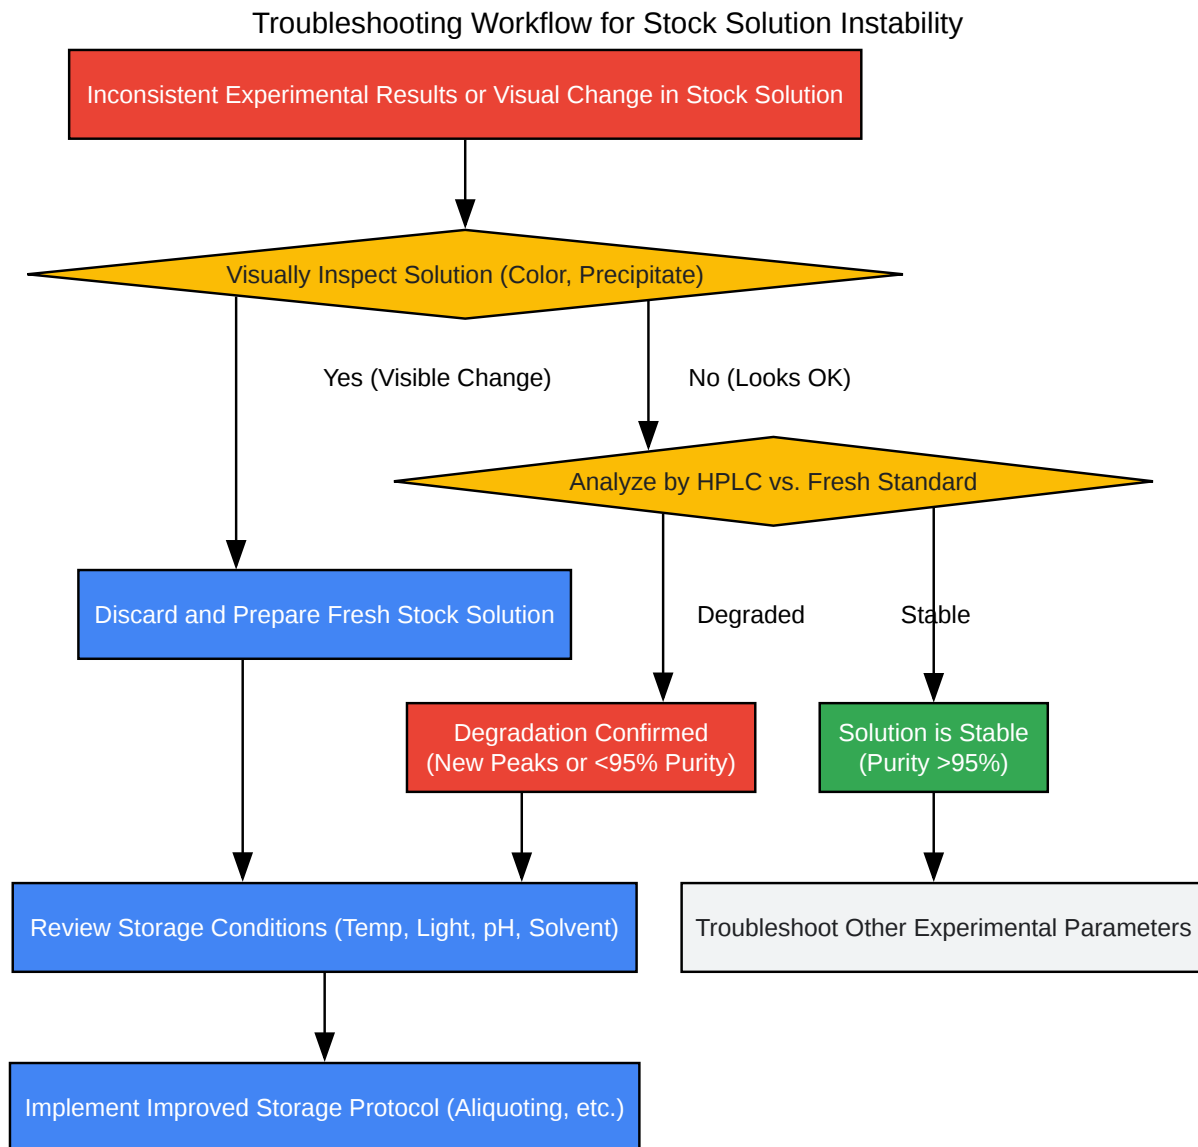 Troubleshooting Workflow for Stock Solution Instability
Inconsistent Experimental Results or Visual Change in Stock Solution
Visually Inspect Solution (Color, Precipitate)
Yes (Visible Change)
No (Looks OK)
Analyze by HPLC vs. Fresh Standard
Discard and Prepare Fresh Stock Solution
Degraded
Stable
Degradation Confirmed
(New Peaks or <95% Purity)
Solution is Stable
(Purity >95%)
Review Storage Conditions (Temp, Light, pH, Solvent)
Troubleshoot Other Experimental Parameters
Implement Improved Storage Protocol (Aliquoting, etc.)